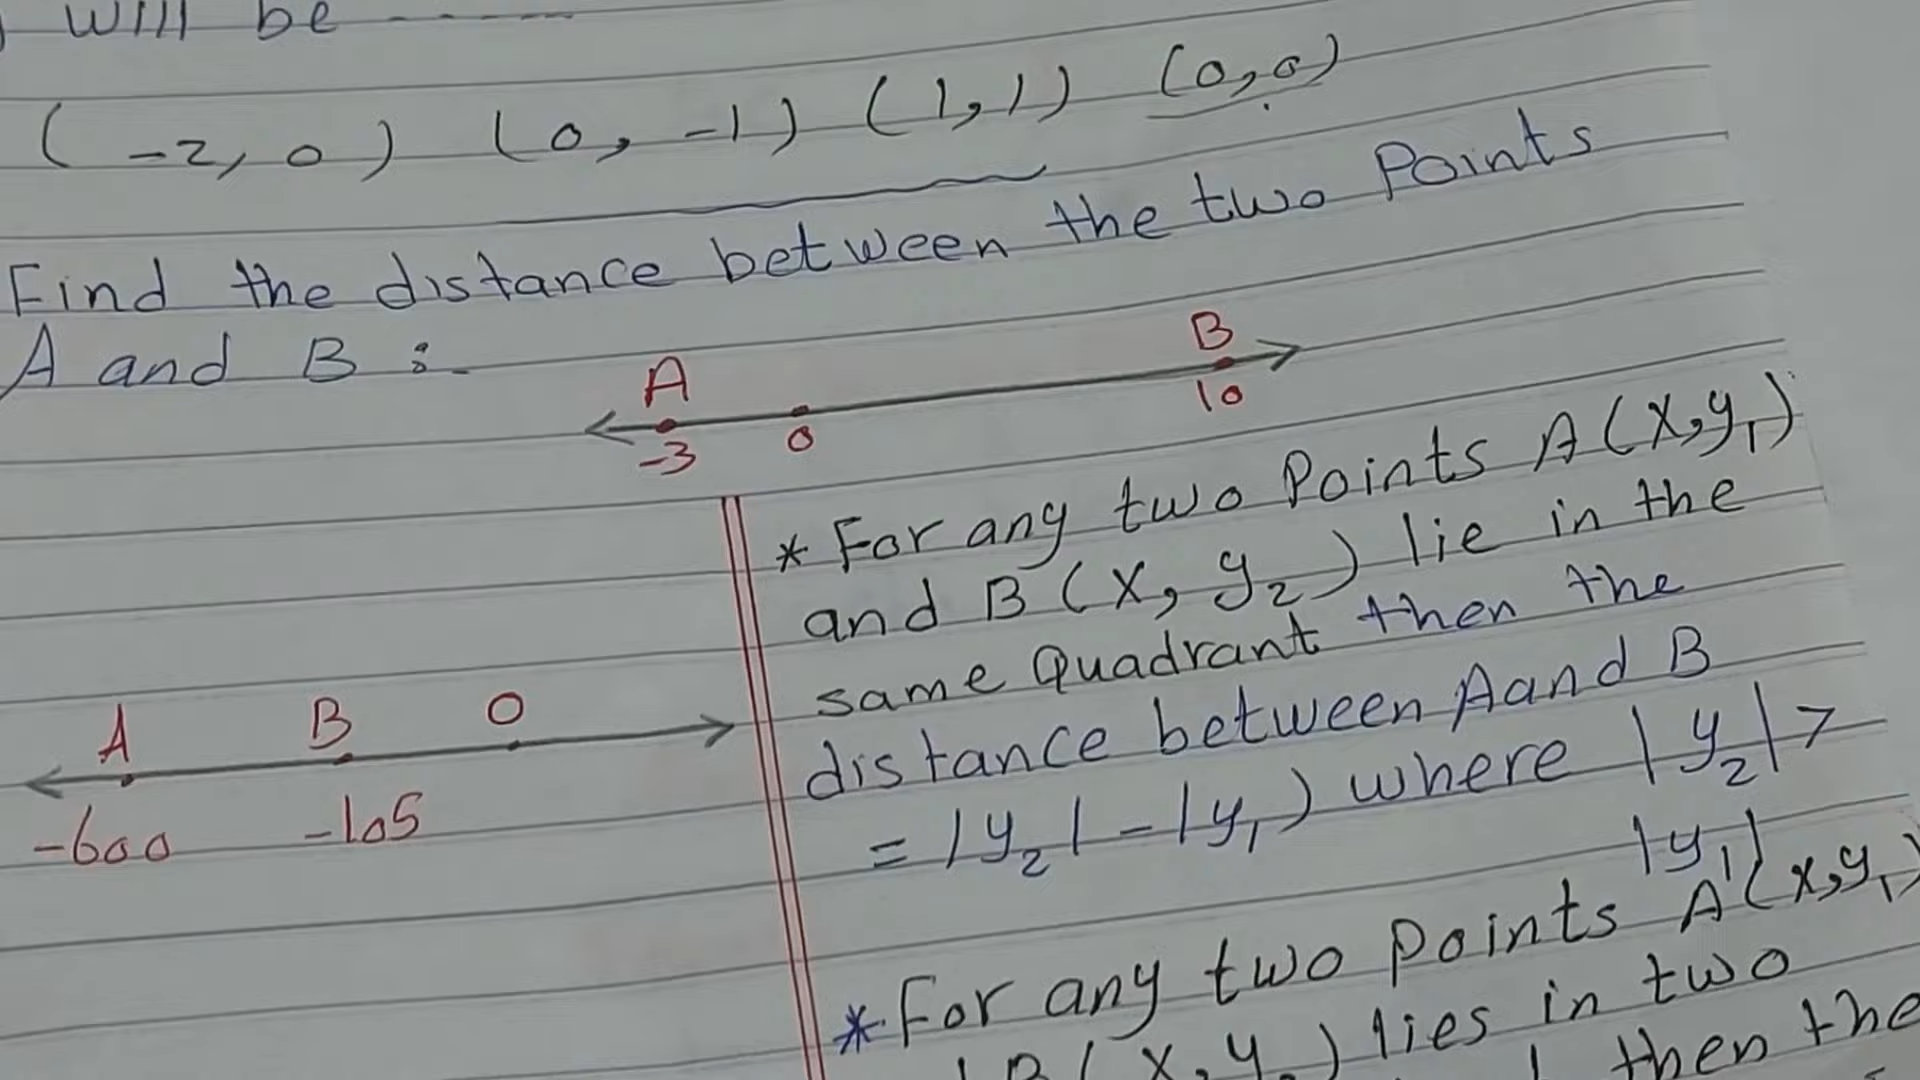 will be -----
(-2, 0) (0, -1) (1, 1) (0, 0)
Find the distance between the two Points
A and B :-
A B
-3 0 10
A B O
-600 -105
* For any two Points A(x, y₁)
and B(x, y₂) lie in the
same Quadrant then the
distance between A and B
= |y₂| - |y₁) where |y₂| >
|y₁|
* For any two points A(x, y₁)
B(x, y
lies in two
then the